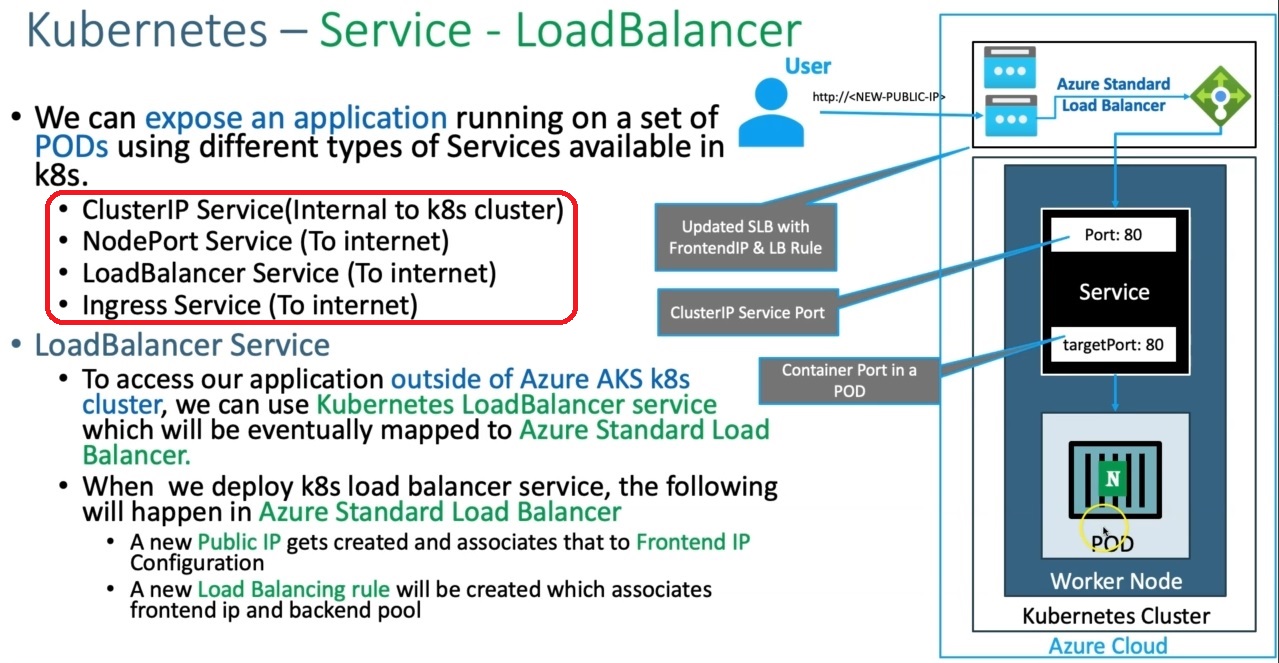 Kubernetes – Service - LoadBalancer
• We can expose an application running on a set of
PODs using different types of Services available in
k8s.
• ClusterIP Service(Internal to k8s cluster)
• NodePort Service (To internet)
• LoadBalancer Service (To internet)
• Ingress Service (To internet)
• LoadBalancer Service
• To access our application outside of Azure AKS k8s
cluster, we can use Kubernetes LoadBalancer service
which will be eventually mapped to Azure Standard Load
Balancer.
• When we deploy k8s load balancer service, the following
will happen in Azure Standard Load Balancer
• A new Public IP gets created and associates that to Frontend IP
Configuration
• A new Load Balancing rule will be created which associates
frontend ip and backend pool
User
http://<NEW-PUBLIC-IP>
Azure Standard
Load Balancer
Updated SLB with
FrontendIP & LB Rule
ClusterIP Service Port
Container Port in a
POD
Port: 80
Service
targetPort: 80
N
POD
Worker Node
Kubernetes Cluster
Azure Cloud